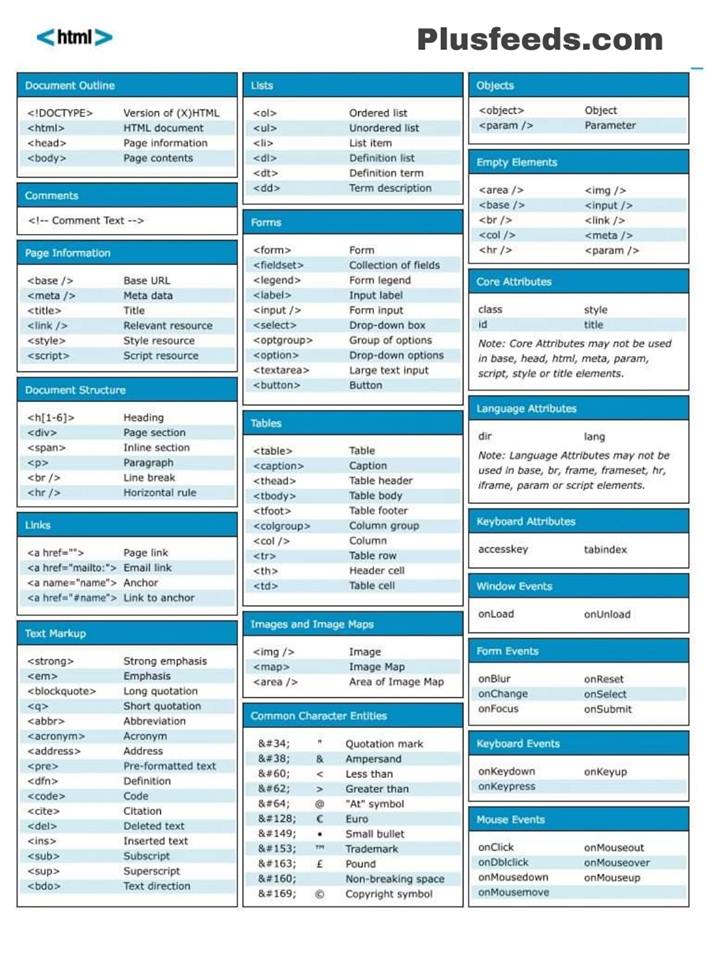 <html>
Plusfeeds.com
Document Outline
<!DOCTYPE> Version of (X)HTML
<html> HTML document
<head> Page information
<body> Page contents
Comments
<!-- Comment Text -->
Page Information
<base /> Base URL
<meta /> Meta data
<title> Title
<link /> Relevant resource
<style> Style resource
<script> Script resource
Document Structure
<h[1-6]> Heading
<div> Page section
<span> Inline section
<p> Paragraph
<br /> Line break
<hr /> Horizontal rule
Links
<a href=""> Page link
<a href="mailto:"> Email link
<a name="name"> Anchor
<a href="#name"> Link to anchor
Text Markup
<strong> Strong emphasis
<em> Emphasis
<blockquote> Long quotation
<q> Short quotation
<abbr> Abbreviation
<acronym> Acronym
<address> Address
<pre> Pre-formatted text
<dfn> Definition
<code> Code
<cite> Citation
<del> Deleted text
<ins> Inserted text
<sub> Subscript
<sup> Superscript
<bdo> Text direction
Lists
<ol> Ordered list
<ul> Unordered list
<li> List item
<dl> Definition list
<dt> Definition term
<dd> Term description
Forms
<form> Form
<fieldset> Collection of fields
<legend> Form legend
<label> Input label
<input /> Form input
<select> Drop-down box
<optgroup> Group of options
<option> Drop-down options
<textarea> Large text input
<button> Button
Tables
<table> Table
<caption> Caption
<thead> Table header
<tbody> Table body
<tfoot> Table footer
<colgroup> Column group
<col /> Column
<tr> Table row
<th> Header cell
<td> Table cell
Images and Image Maps
<img /> Image
<map> Image Map
<area /> Area of Image Map
Common Character Entities
&#34; " Quotation mark
&#38; & Ampersand
&#60; < Less than
&#62; > Greater than
&#64; @ "At" symbol
&#128; € Euro
&#149; • Small bullet
&#153; ™ Trademark
&#163; £ Pound
&#160; Non-breaking space
&#169; © Copyright symbol
Objects
<object> Object
<param /> Parameter
Empty Elements
<area /> <img />
<base /> <input />
<br /> <link />
<col /> <meta />
<hr /> <param />
Core Attributes
class style
id title
Note: Core Attributes may not be used
in base, head, html, meta, param,
script, style or title elements.
Language Attributes
dir lang
Note: Language Attributes may not be
used in base, br, frame, frameset, hr,
iframe, param or script elements.
Keyboard Attributes
accesskey tabindex
Window Events
onLoad onUnload
Form Events
onBlur onReset
onChange onSelect
onFocus onSubmit
Keyboard Events
onKeydown onKeyup
onKeypress
Mouse Events
onClick onMouseout
onDblclick onMouseover
onMousedown onMouseup
onMousemove